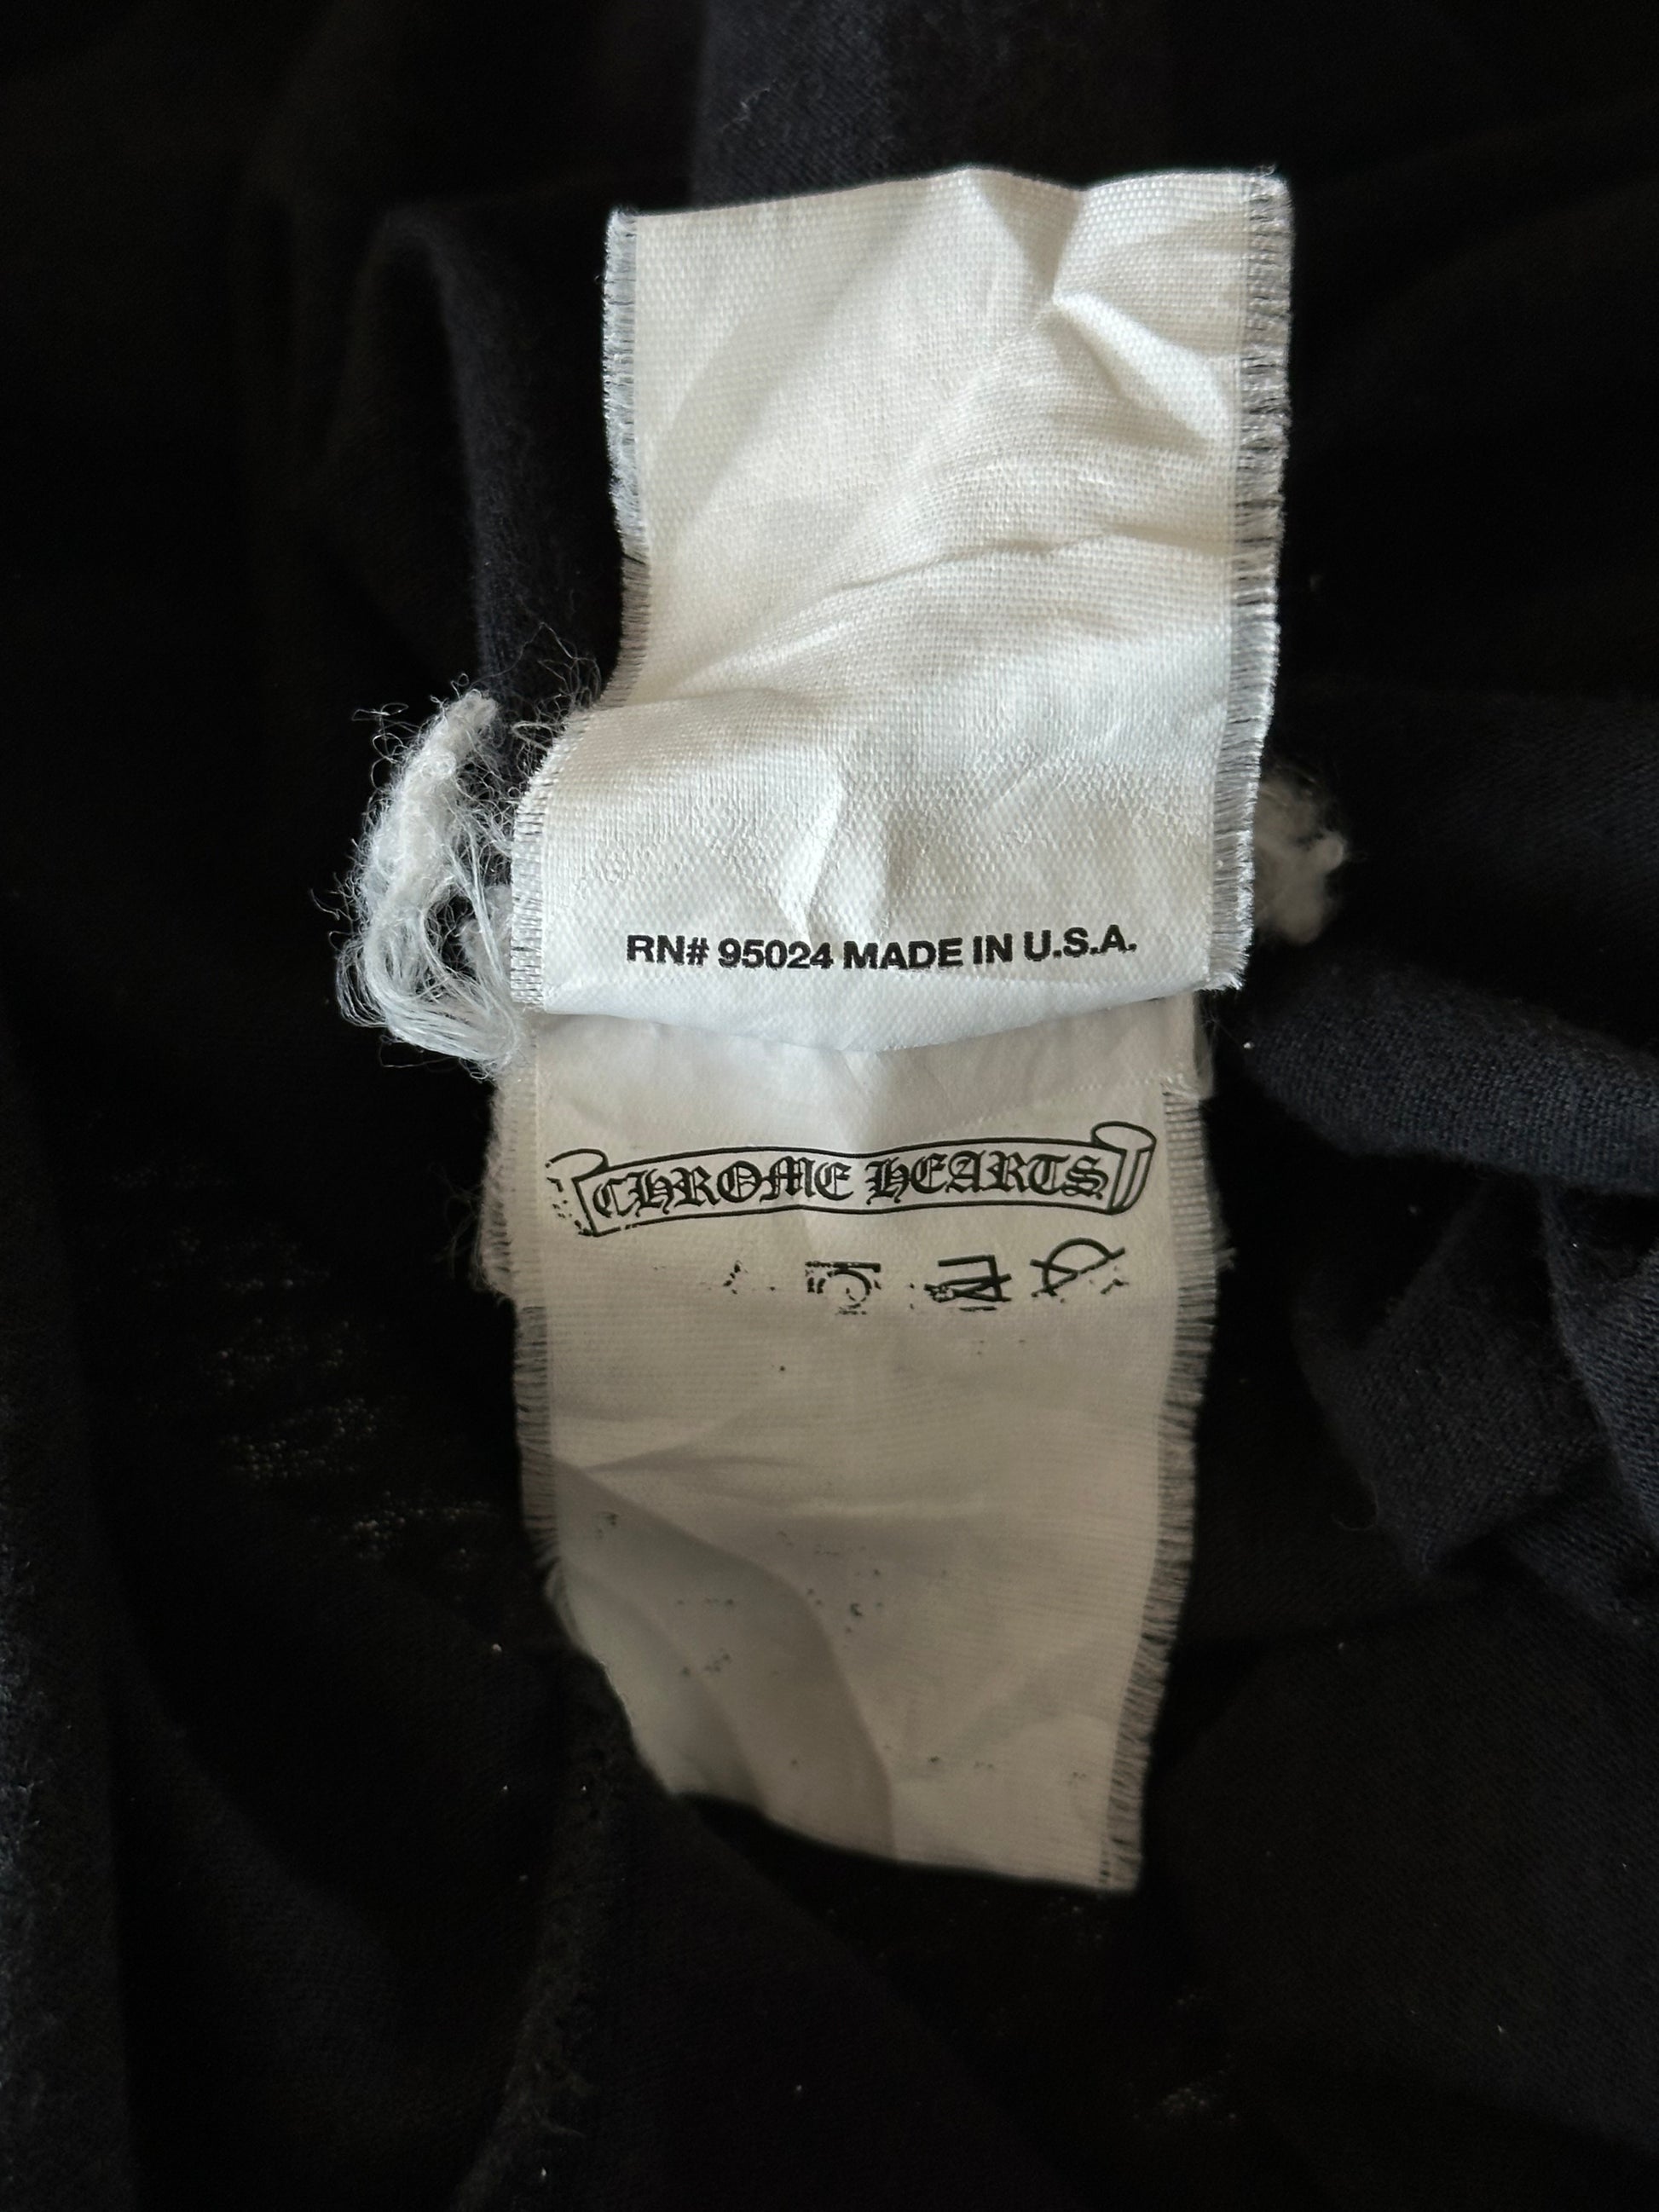 RN# 95024 MADE IN U.S.A.
CHROME HEARTS